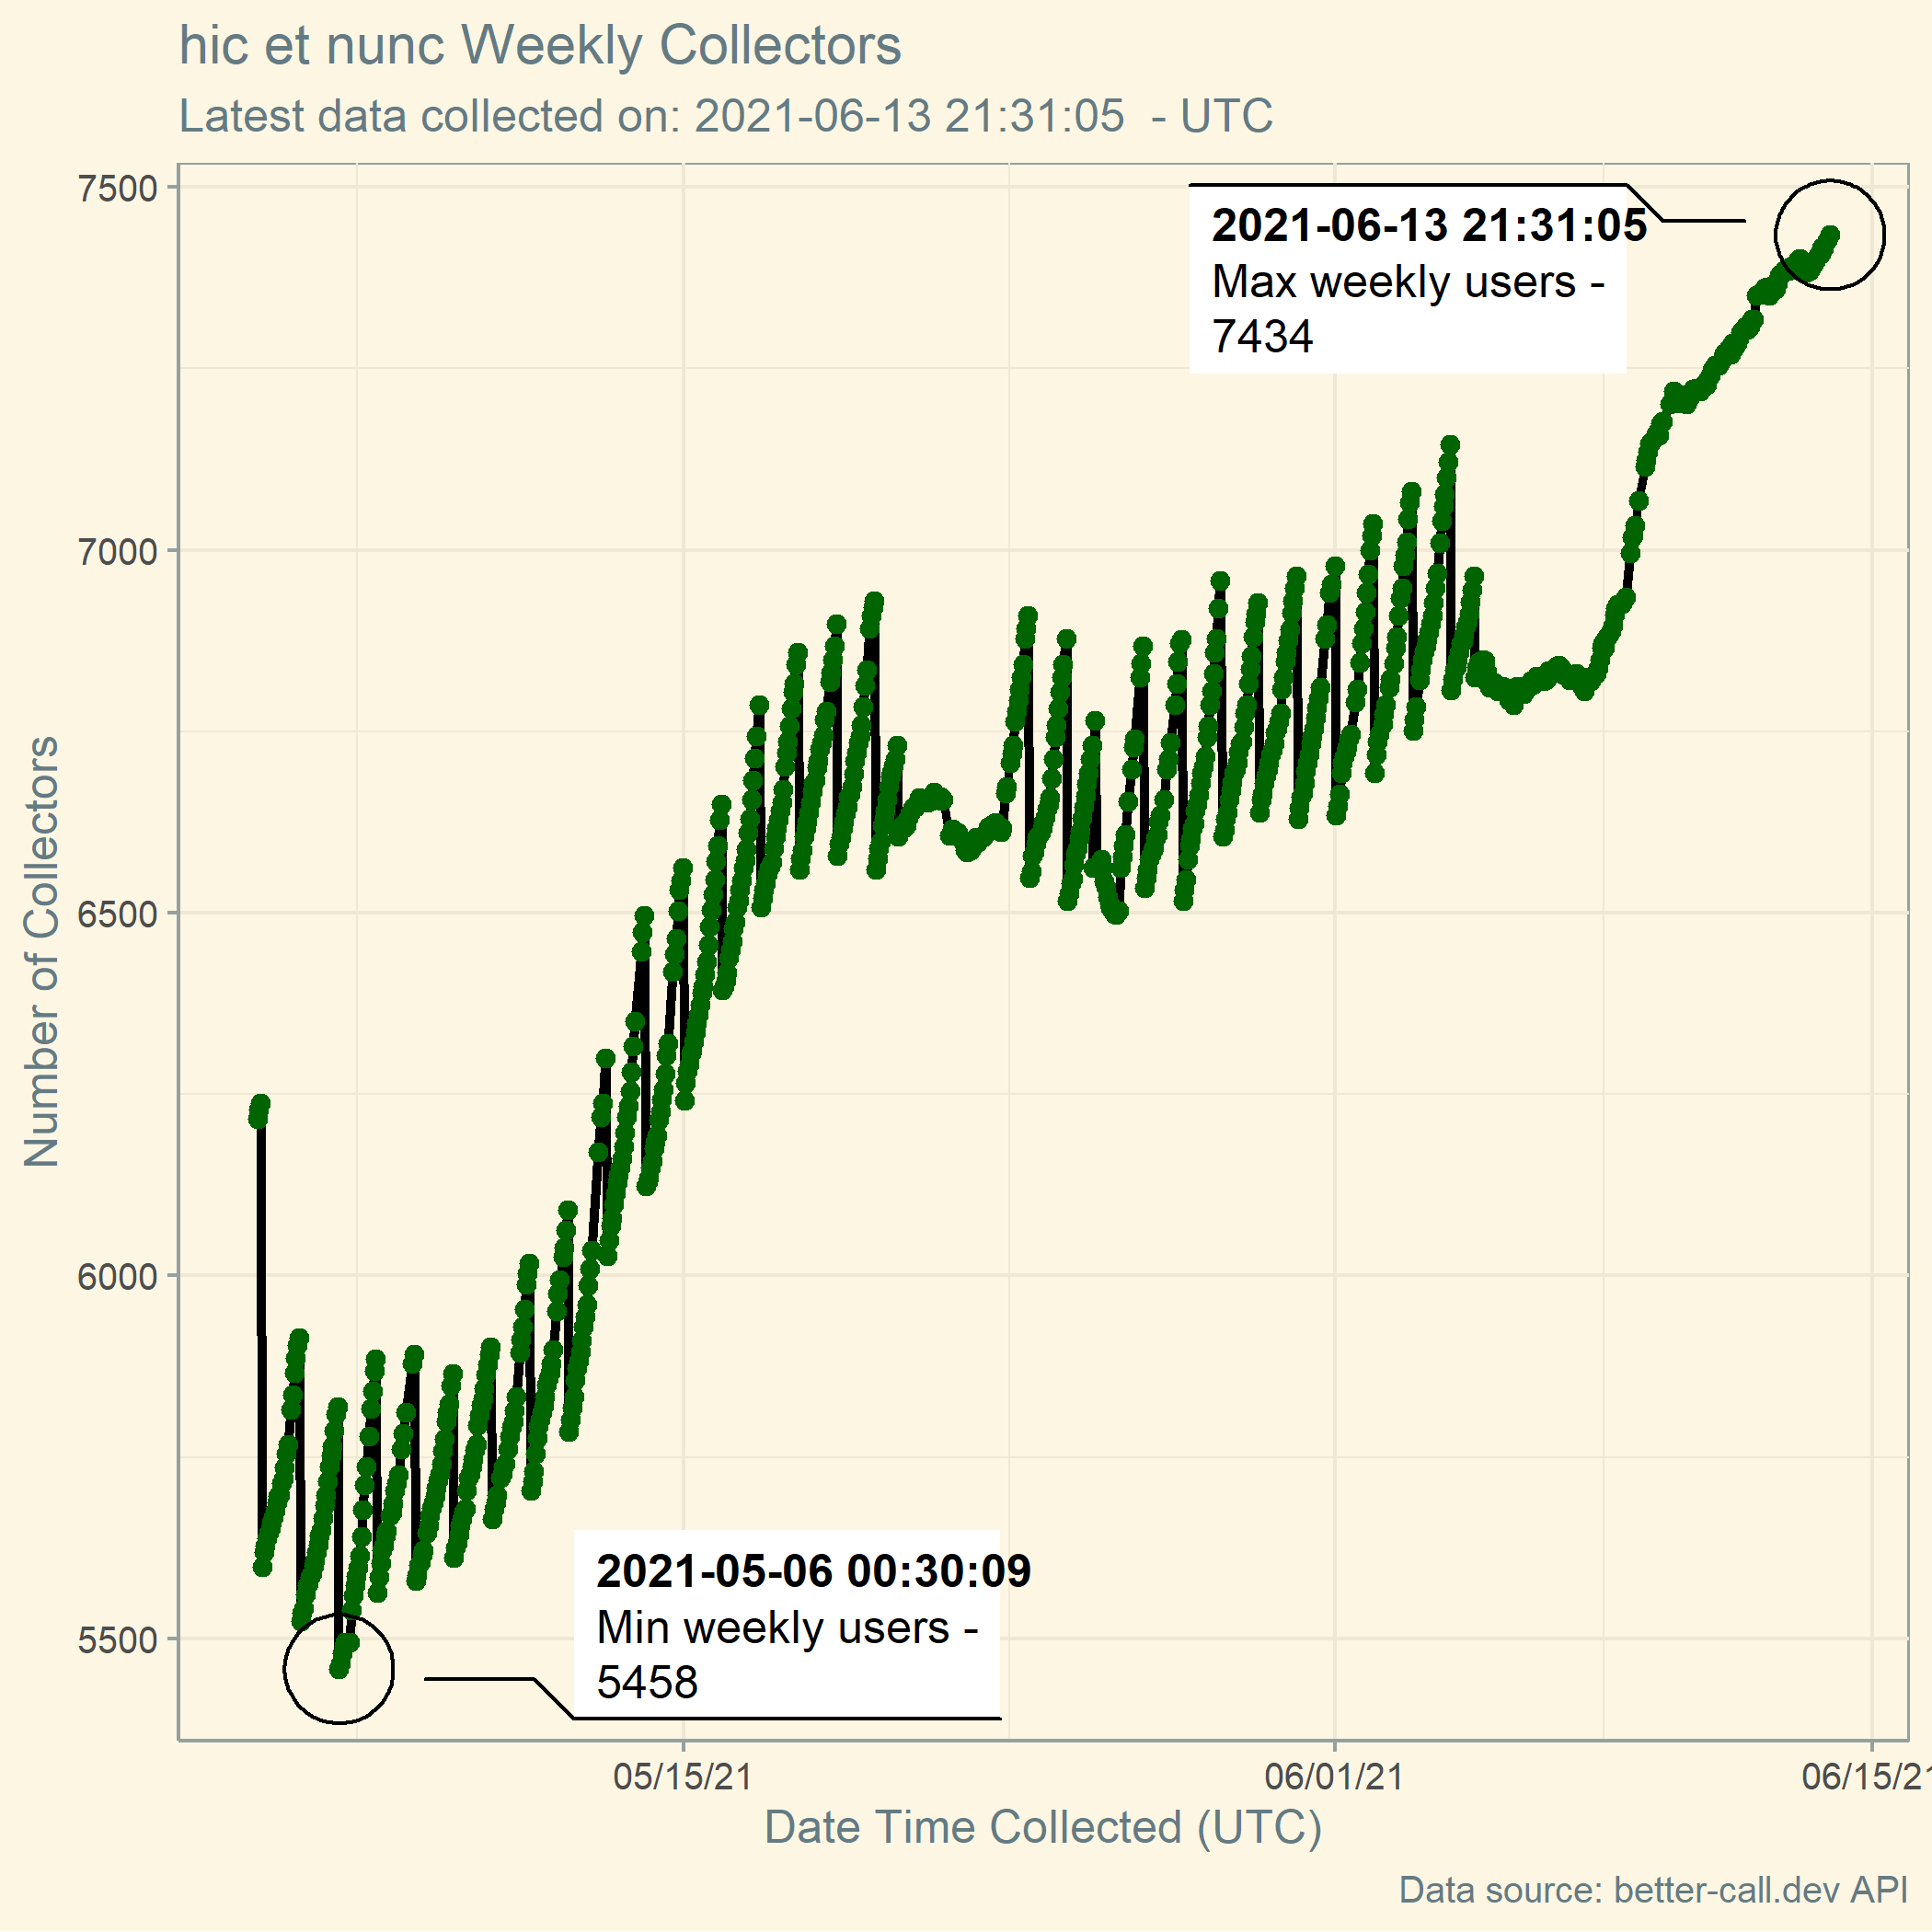 hic et nunc Weekly Collectors
Latest data collected on: 2021-06-13 21:31:05  - UTC
7500
7000
6500
6000
5500
Number of Collectors
2021-06-13 21:31:05
Max weekly users -
7434
2021-05-06 00:30:09
Min weekly users -
5458
05/15/21
06/01/21
06/15/21
Date Time Collected (UTC)
Data source: better-call.dev API